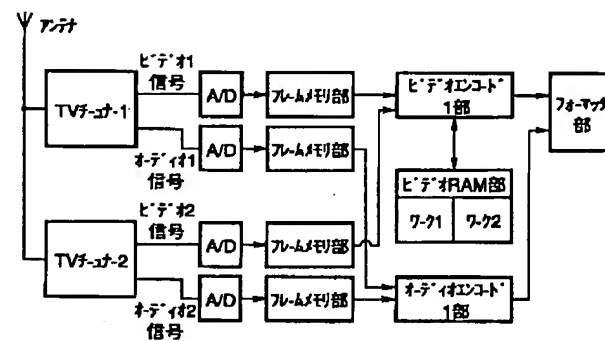 アンテナ
ビデオ1
信号
TVチューナー1
A/D
フレームメモリ部
ビデオエンコード
1部
フォーマッタ
部
A/D
フレームメモリ部
オーディオ1
信号
ビデオRAM部
ワーク1
ワーク2
ビデオ2
信号
TVチューナー2
A/D
フレームメモリ部
A/D
フレームメモリ部
オーディオエンコード
1部
オーディオ2
信号